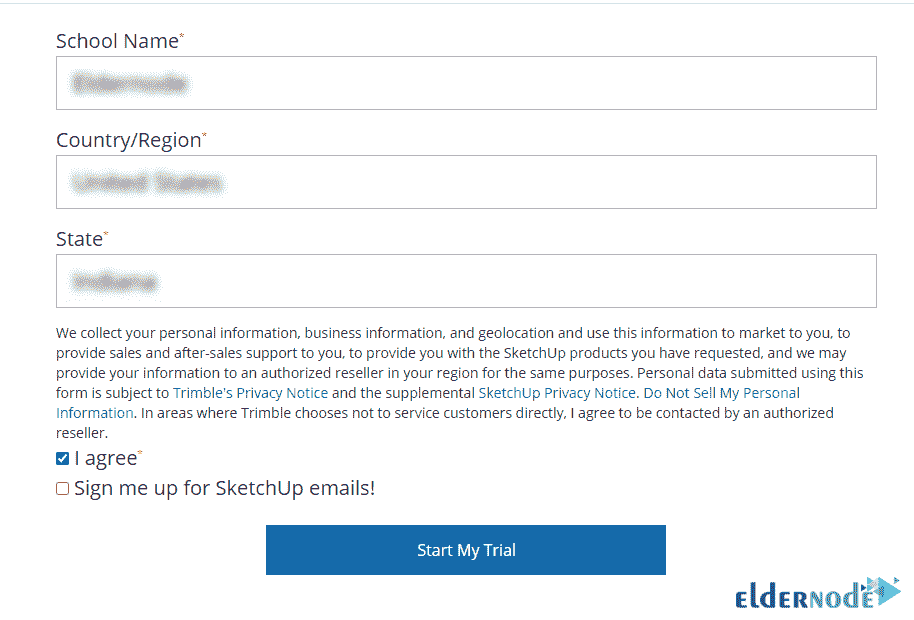 School Name*
Eldernode
Country/Region*
United States
State*
Indiana
We collect your personal information, business information, and geolocation and use this information to market to you, to
provide sales and after-sales support to you, to provide you with the SketchUp products you have requested, and we may
provide your information to an authorized reseller in your region for the same purposes. Personal data submitted using this
form is subject to Trimble's Privacy Notice and the supplemental SketchUp Privacy Notice. Do Not Sell My Personal
Information. In areas where Trimble chooses not to service customers directly, I agree to be contacted by an authorized
reseller.
I agree*
Sign me up for SketchUp emails!
Start My Trial
eldernode